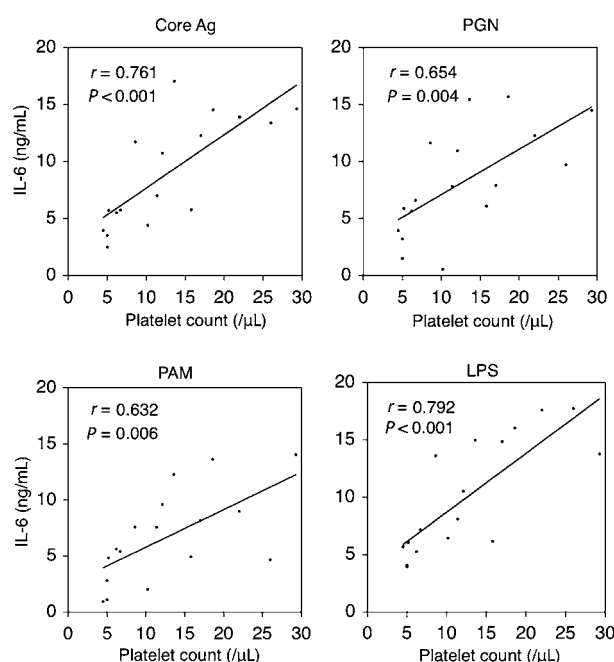 Core Ag
20
15
10
5
0
IL-6 (ng/mL)
r = 0.761
P < 0.001
0 5 10 15 20 25 30
Platelet count (/µL)
PGN
20
15
10
5
0
r = 0.654
P = 0.004
0 5 10 15 20 25 30
Platelet count (/µL)
PAM
20
15
10
5
0
IL-6 (ng/mL)
r = 0.632
P = 0.006
0 5 10 15 20 25 30
Platelet count (/µL)
LPS
20
15
10
5
0
r = 0.792
P < 0.001
0 5 10 15 20 25 30
Platelet count (/µL)